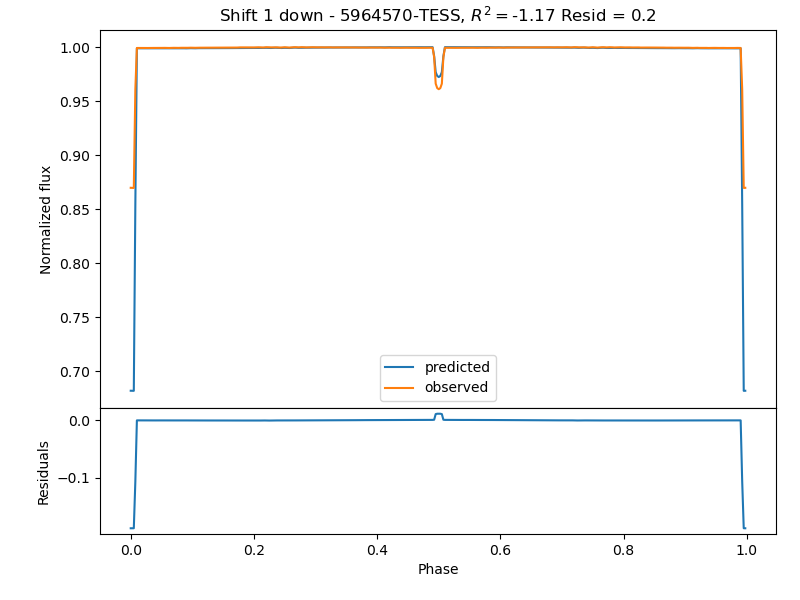 Shift 1 down - 5964570-TESS, $R^2=$-1.17 Resid = 0.2
1.00
0.95
0.90
0.85
0.80
0.75
0.70
Normalized flux
predicted
observed
0.0
−0.1
Residuals
0.0 0.2 0.4 0.6 0.8 1.0
Phase